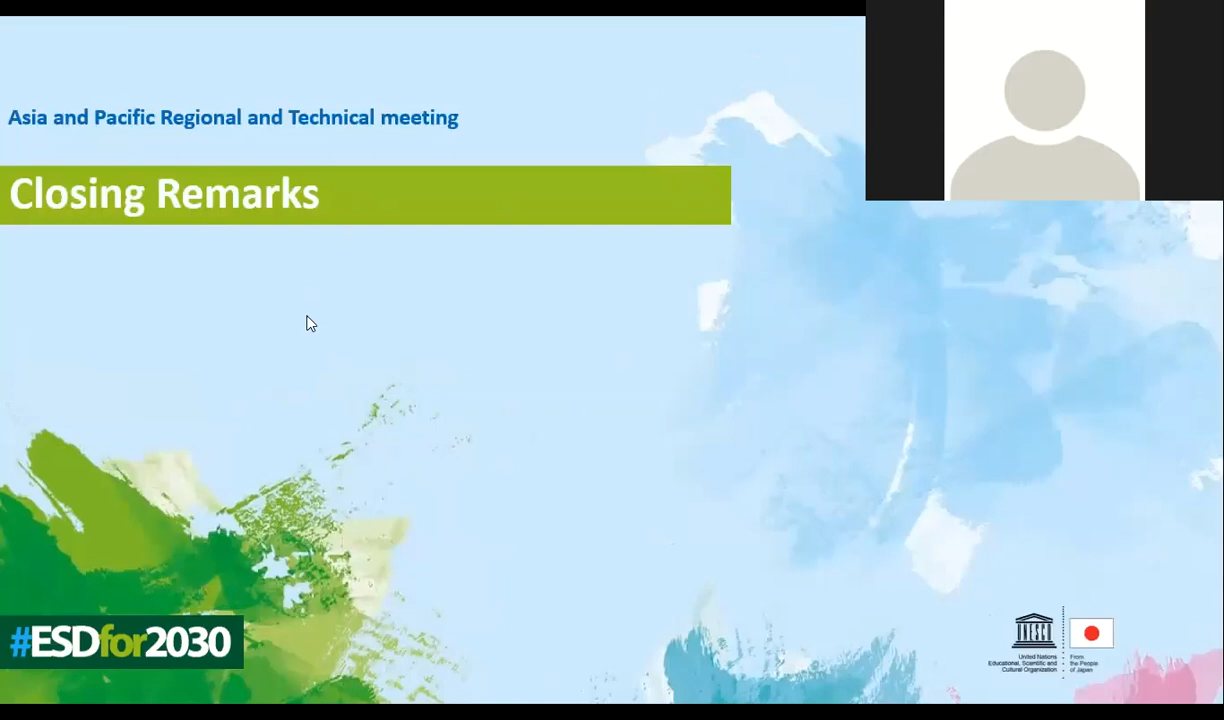 Asia and Pacific Regional and Technical meeting
Closing Remarks
#ESDfor2030
UNESCO
United Nations
Educational, Scientific and
Cultural Organization
From
the People
of Japan